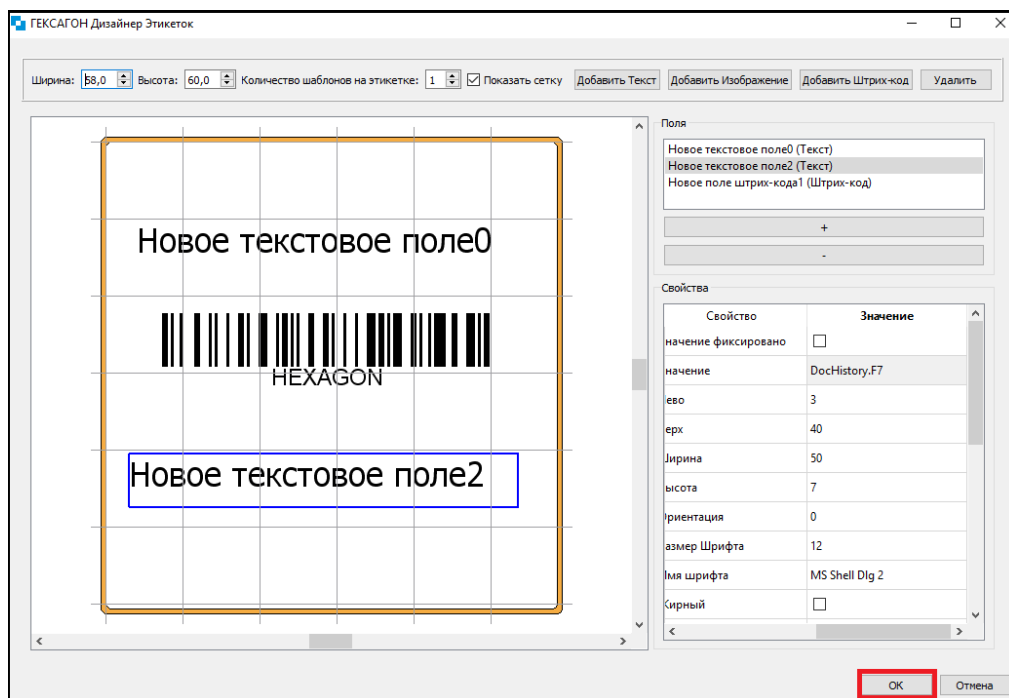 ГЕКСАГОН Дизайнер Этикеток
Ширина: 58,0 Высота: 60,0 Количество шаблонов на этикетке: 1 Показать сетку Добавить Текст Добавить Изображение Добавить Штрих-код Удалить
Поля
Новое текстовое поле0 (Текст)
Новое текстовое поле2 (Текст)
Новое поле штрих-кода1 (Штрих-код)
+
-
Новое текстовое поле0
HEXAGON
Новое текстовое поле2
Свойства
Свойство Значение
начение фиксировано
начение DocHistory.F7
ево 3
ерх 40
Ширина 50
ысота 7
риентация 0
азмер Шрифта 12
Имя шрифта MS Shell Dlg 2
Жирный
ОК Отмена